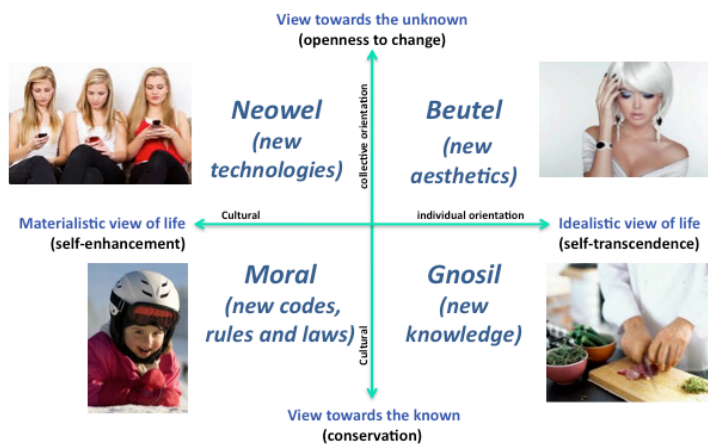 View towards the unknown
(openness to change)
Neowel
(new
technologies)
collective orientation
Beutel
(new
aesthetics)
Materialistic view of life
(self-enhancement)
Cultural
individual orientation
Idealistic view of life
(self-transcendence)
Moral
(new codes,
rules and laws)
Cultural
Gnosil
(new
knowledge)
View towards the known
(conservation)